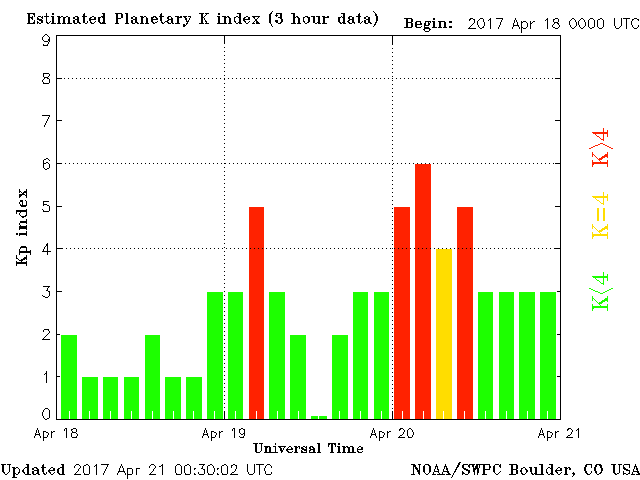 Estimated Planetary K index (3 hour data) Begin: 2017 Apr 18 0000 UTC
9
8
7
6
5
4
3
2
1
0
Kp index
K>4
K=4
K<4
Apr 18 Apr 19 Apr 20 Apr 21
Universal Time
Updated 2017 Apr 21 00:30:02 UTC NOAA/SWPC Boulder, CO USA